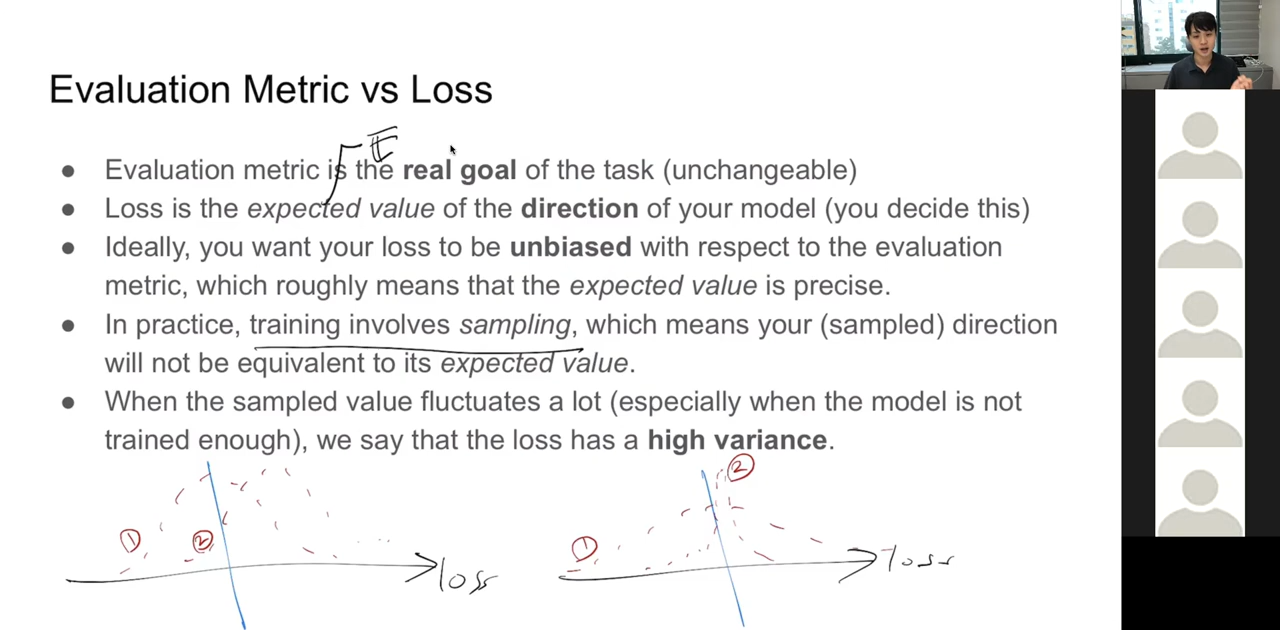 Evaluation Metric vs Loss
E
● Evaluation metric is the real goal of the task (unchangeable)
● Loss is the expected value of the direction of your model (you decide this)
● Ideally, you want your loss to be unbiased with respect to the evaluation
metric, which roughly means that the expected value is precise.
● In practice, training involves sampling, which means your (sampled) direction
will not be equivalent to its expected value.
● When the sampled value fluctuates a lot (especially when the model is not
trained enough), we say that the loss has a high variance.
① ② loss
① ② loss